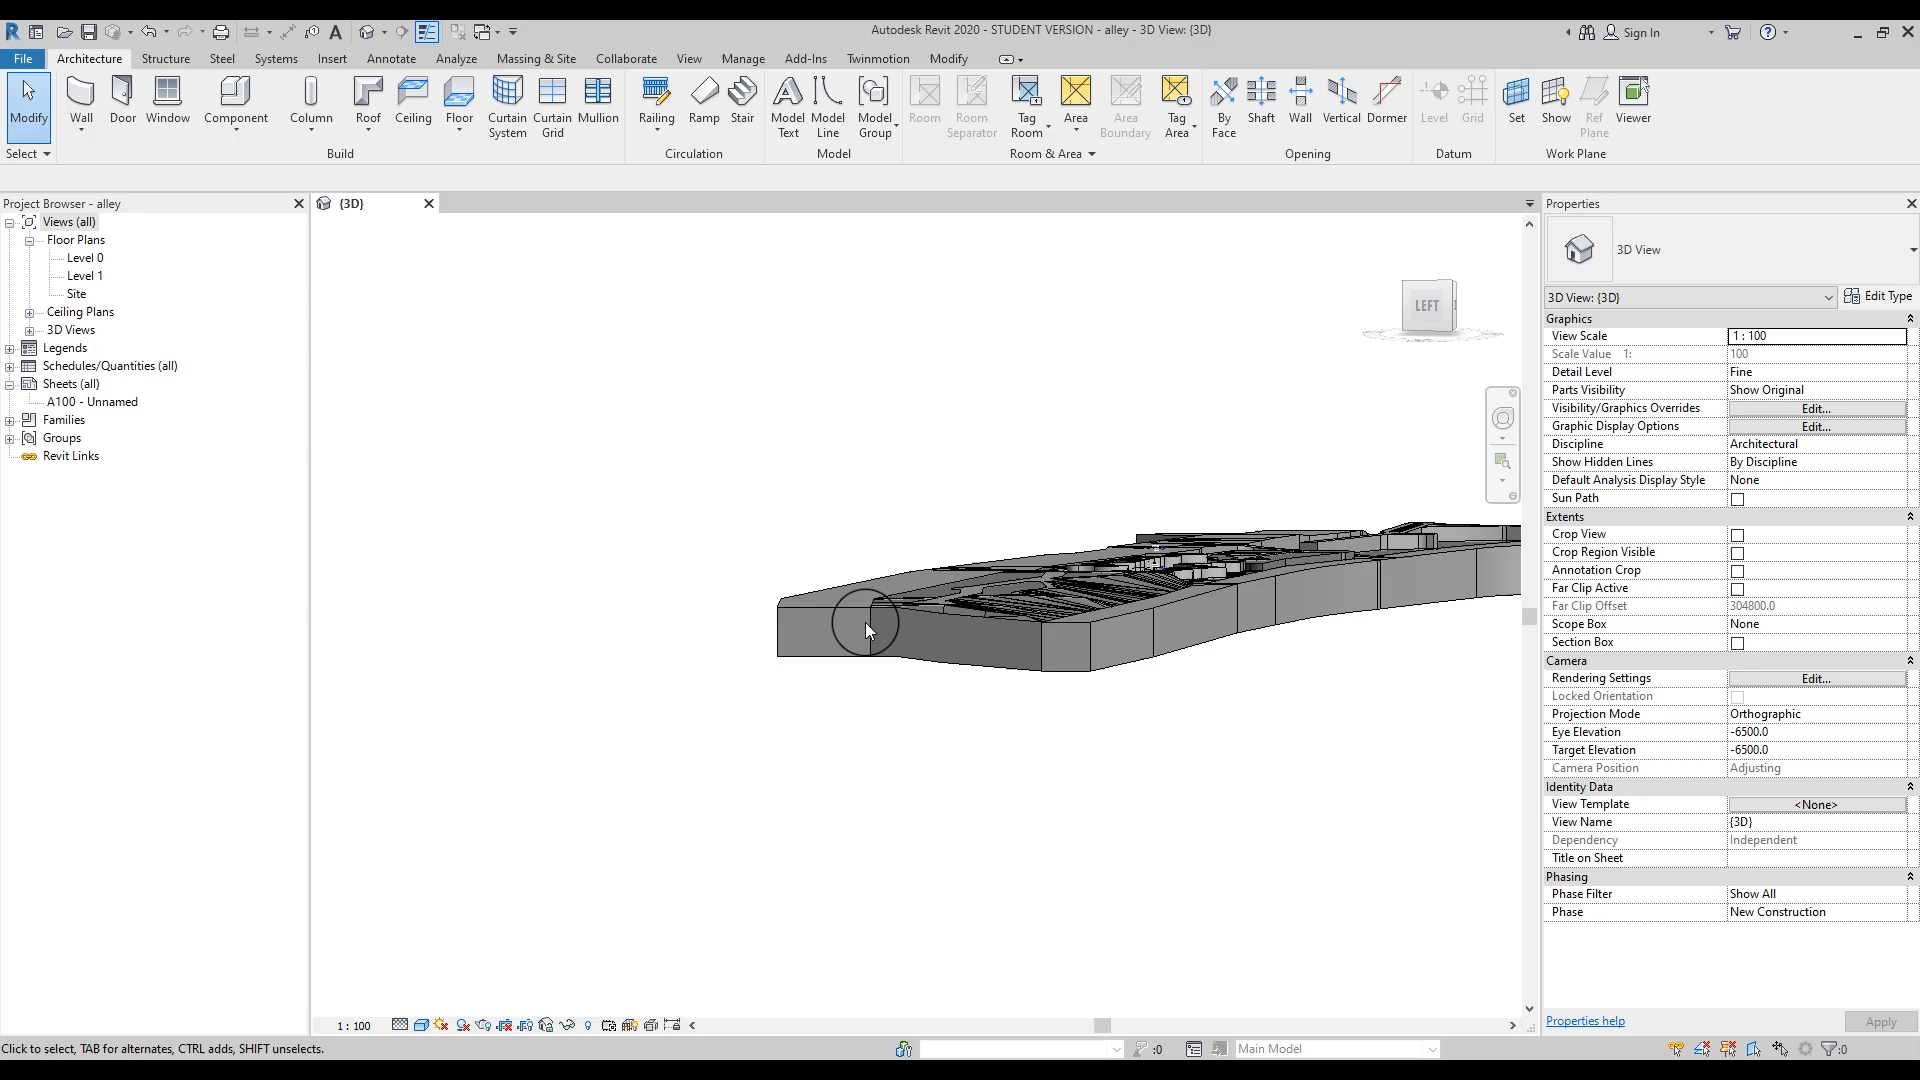 Autodesk Revit 2020 - STUDENT VERSION - alley - 3D View: {3D}
Sign In
File Architecture Structure Steel Systems Insert Annotate Analyze Massing & Site Collaborate View Manage Add-Ins Twinmotion Modify
Modify Wall Door Window Component Column Roof Ceiling Floor Curtain System Curtain Grid Mullion Railing Ramp Stair Model Text Model Line Model Group Room Room Separator Tag Room Area Area Boundary Tag Area By Face Shaft Wall Vertical Dormer Level Grid Set Show Ref Plane Viewer
Select Build Circulation Model Room & Area Opening Datum Work Plane
Project Browser - alley
Views (all)
Floor Plans
Level 0
Level 1
Site
Ceiling Plans
3D Views
Legends
Schedules/Quantities (all)
Sheets (all)
A100 - Unnamed
Families
Groups
Revit Links
{3D}
LEFT
1 : 100
Properties
3D View
3D View: {3D} Edit Type
Graphics
View Scale 1 : 100
Scale Value 1: 100
Detail Level Fine
Parts Visibility Show Original
Visibility/Graphics Overrides Edit...
Graphic Display Options Edit...
Discipline Architectural
Show Hidden Lines By Discipline
Default Analysis Display Style None
Sun Path
Extents
Crop View
Crop Region Visible
Annotation Crop
Far Clip Active
Far Clip Offset 304800.0
Scope Box None
Section Box
Camera
Rendering Settings Edit...
Locked Orientation
Projection Mode Orthographic
Eye Elevation -6500.0
Target Elevation -6500.0
Camera Position Adjusting
Identity Data
View Template <None>
View Name {3D}
Dependency Independent
Title on Sheet
Phasing
Phase Filter Show All
Phase New Construction
Properties help Apply
Click to select, TAB for alternates, CTRL adds, SHIFT unselects. :0 Main Model :0